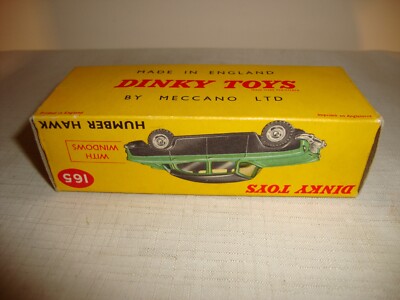 MADE IN ENGLAND
DINKY TOYS
BY MECCANO LTD
HUMBER HAWK
WITH
WINDOWS
165
DINKY TOYS